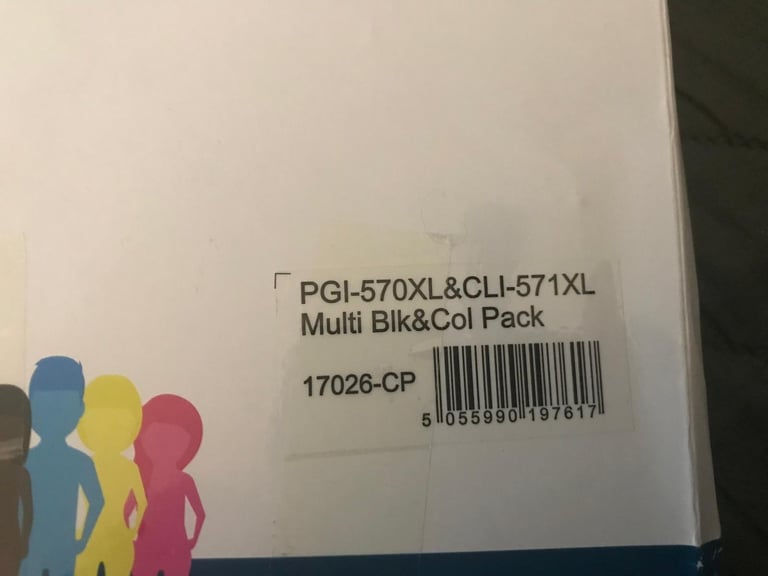 PGI-570XL&CLI-571XL
Multi Blk&Col Pack
17026-CP
5 055990 197617